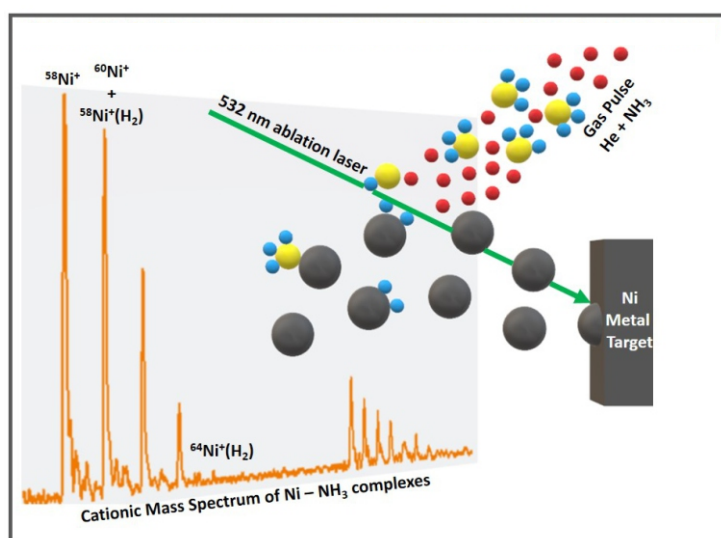 ⁵⁸Ni⁺
⁶⁰Ni⁺
+
⁵⁸Ni⁺(H₂)
532 nm ablation laser
Gas Pulse
He + NH₃
Ni
Metal
Target
⁶⁴Ni⁺(H₂)
Cationic Mass Spectrum of Ni – NH₃ complexes